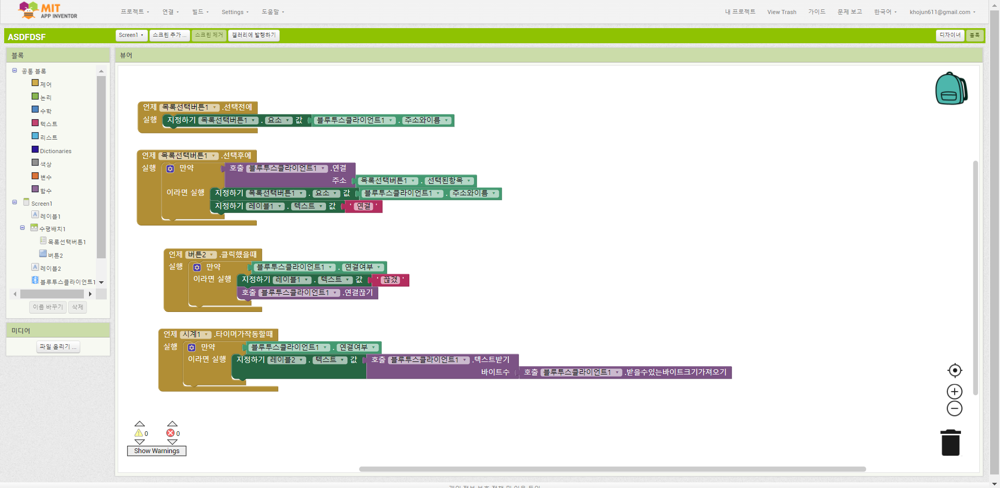 MIT
APP INVENTOR
프로젝트 연결 빌드 Settings 도움말 내 프로젝트 View Trash 가이드 문제 보고 한국어 khojun611@gmail.com
ASDFDSF Screen1 스크린 추가 ... 스크린 제거 갤러리에 발행하기 디자이너 블록
블록
공통 블록
제어
논리
수학
텍스트
리스트
Dictionaries
색상
변수
함수
Screen1
레이블1
수평배치1
목록선택버튼1
버튼2
레이블2
블루투스클라이언트1
이름 바꾸기 삭제
미디어
파일 올리기 ...
뷰어
언제 목록선택버튼1 .선택전에
실행 지정하기 목록선택버튼1 . 요소 값 블루투스클라이언트1 . 주소와이름
언제 목록선택버튼1 .선택후에
실행 만약 호출 블루투스클라이언트1 .연결
주소 목록선택버튼1 . 선택된항목
이라면 실행 지정하기 목록선택버튼1 . 요소 값 블루투스클라이언트1 . 주소와이름
지정하기 레이블1 . 텍스트 값 ' 연결 '
언제 버튼2 .클릭했을때
실행 만약 블루투스클라이언트1 . 연결여부
이라면 실행 지정하기 레이블1 . 텍스트 값 ' 끊겼 '
호출 블루투스클라이언트1 .연결끊기
언제 시계1 .타이머가작동할때
실행 만약 블루투스클라이언트1 . 연결여부
이라면 실행 지정하기 레이블2 . 텍스트 값 호출 블루투스클라이언트1 .텍스트받기
바이트수 호출 블루투스클라이언트1 .받을수있는바이트크기가져오기
0 0
Show Warnings